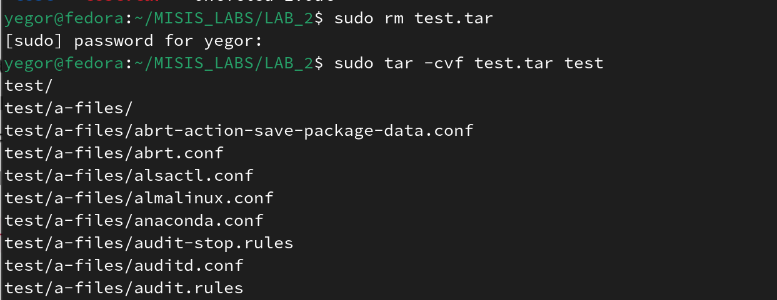 yegor@fedora:~/MISIS_LABS/LAB_2$ sudo rm test.tar
[sudo] password for yegor:
yegor@fedora:~/MISIS_LABS/LAB_2$ sudo tar -cvf test.tar test
test/
test/a-files/
test/a-files/abrt-action-save-package-data.conf
test/a-files/abrt.conf
test/a-files/alsactl.conf
test/a-files/almalinux.conf
test/a-files/anaconda.conf
test/a-files/audit-stop.rules
test/a-files/auditd.conf
test/a-files/audit.rules